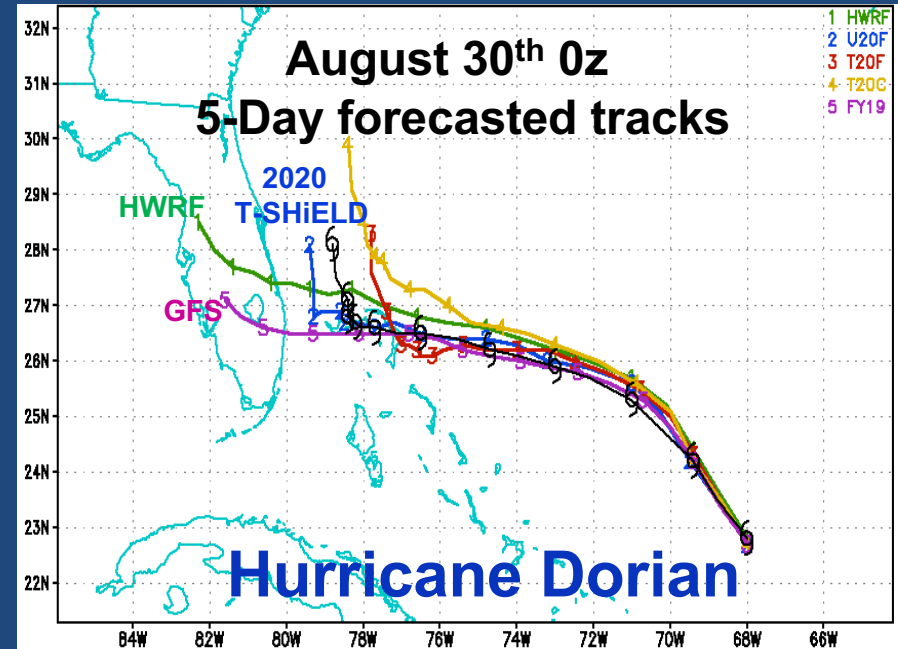 August 30th 0z
5-Day forecasted tracks
1 HWRF
2 U20F
3 T20F
4 T20C
5 FY19
32N
31N
30N
29N
28N
27N
26N
25N
24N
23N
22N
2020
T-SHiELD
HWRF
GFS
Hurricane Dorian
84W 82W 80W 78W 76W 74W 72W 70W 68W 66W